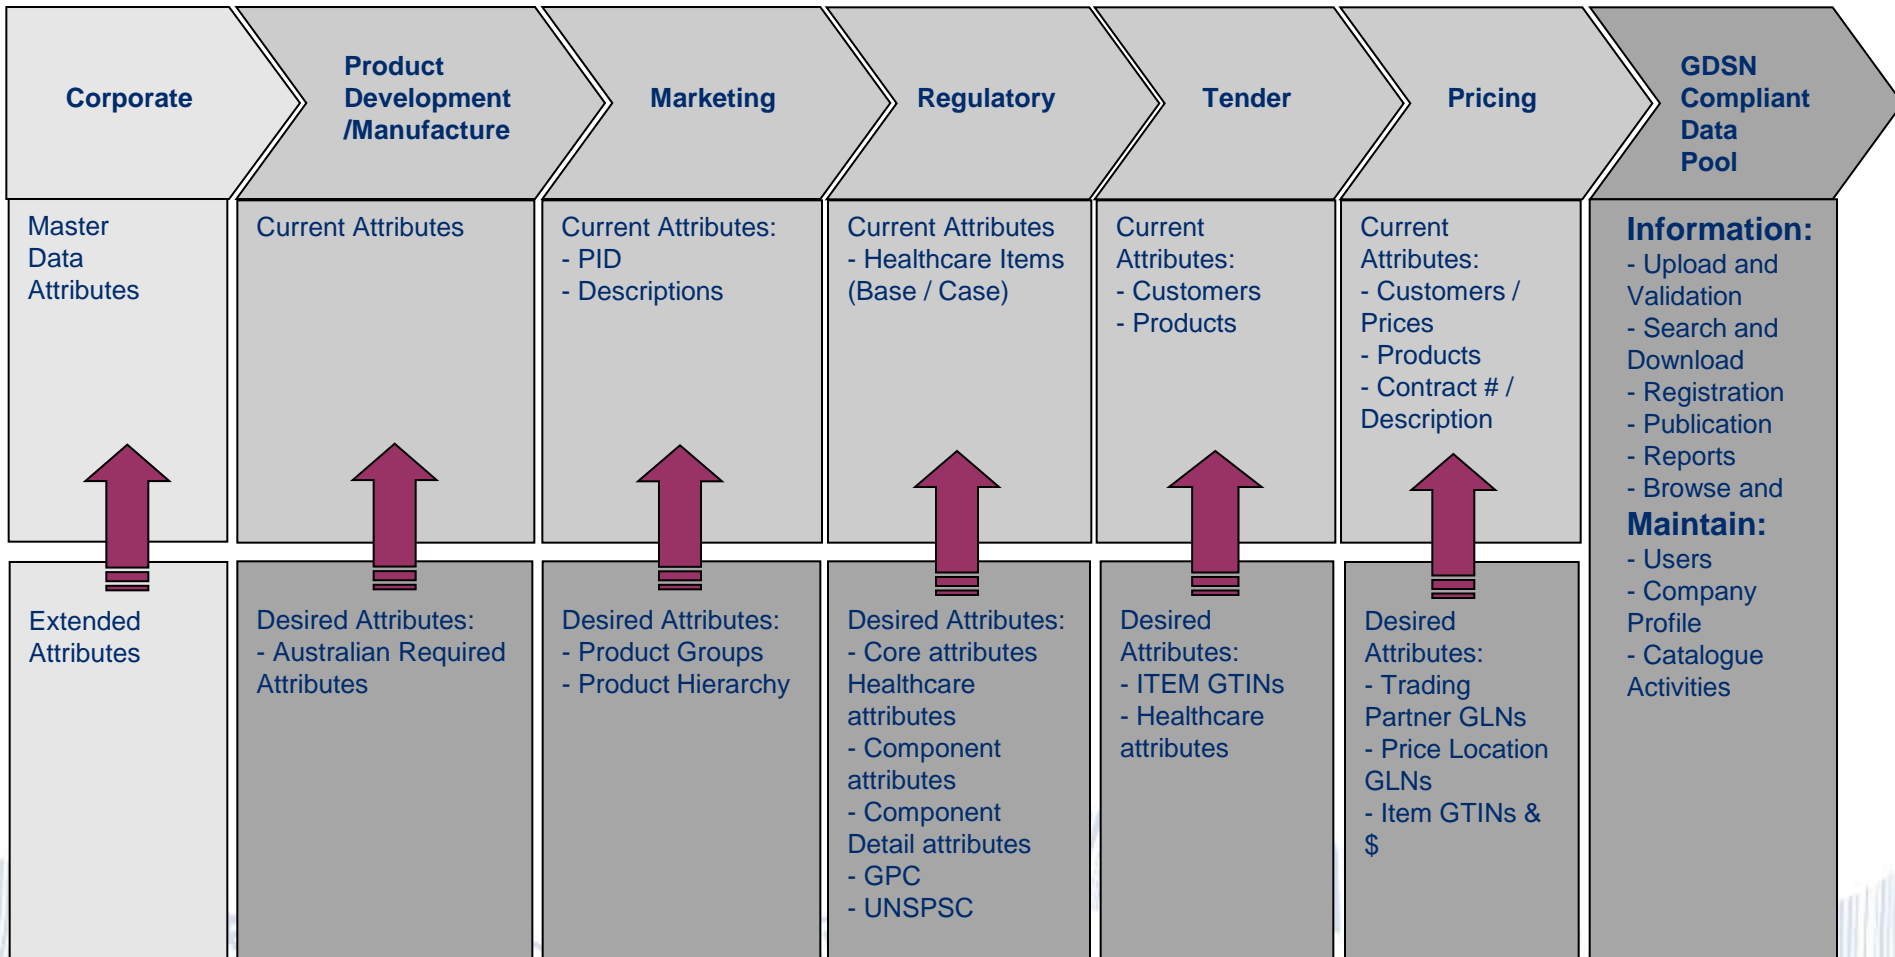 Corporate
Product
Development
/Manufacture
Marketing
Regulatory
Tender
Pricing
GDSN
Compliant
Data
Pool
Master
Data
Attributes
Current Attributes
Current Attributes:
- PID
- Descriptions
Current Attributes
- Healthcare Items
(Base / Case)
Current
Attributes:
- Customers
- Products
Current
Attributes:
- Customers /
Prices
- Products
- Contract # /
Description
Information:
- Upload and
Validation
- Search and
Download
- Registration
- Publication
- Reports
- Browse and
Maintain:
- Users
- Company
Profile
- Catalogue
Activities
Extended
Attributes
Desired Attributes:
- Australian Required
Attributes
Desired Attributes:
- Product Groups
- Product Hierarchy
Desired Attributes:
- Core attributes
Healthcare
attributes
- Component
attributes
- Component
Detail attributes
- GPC
- UNSPSC
Desired
Attributes:
- ITEM GTINs
- Healthcare
attributes
Desired
Attributes:
- Trading
Partner GLNs
- Price Location
GLNs
- Item GTINs &
$